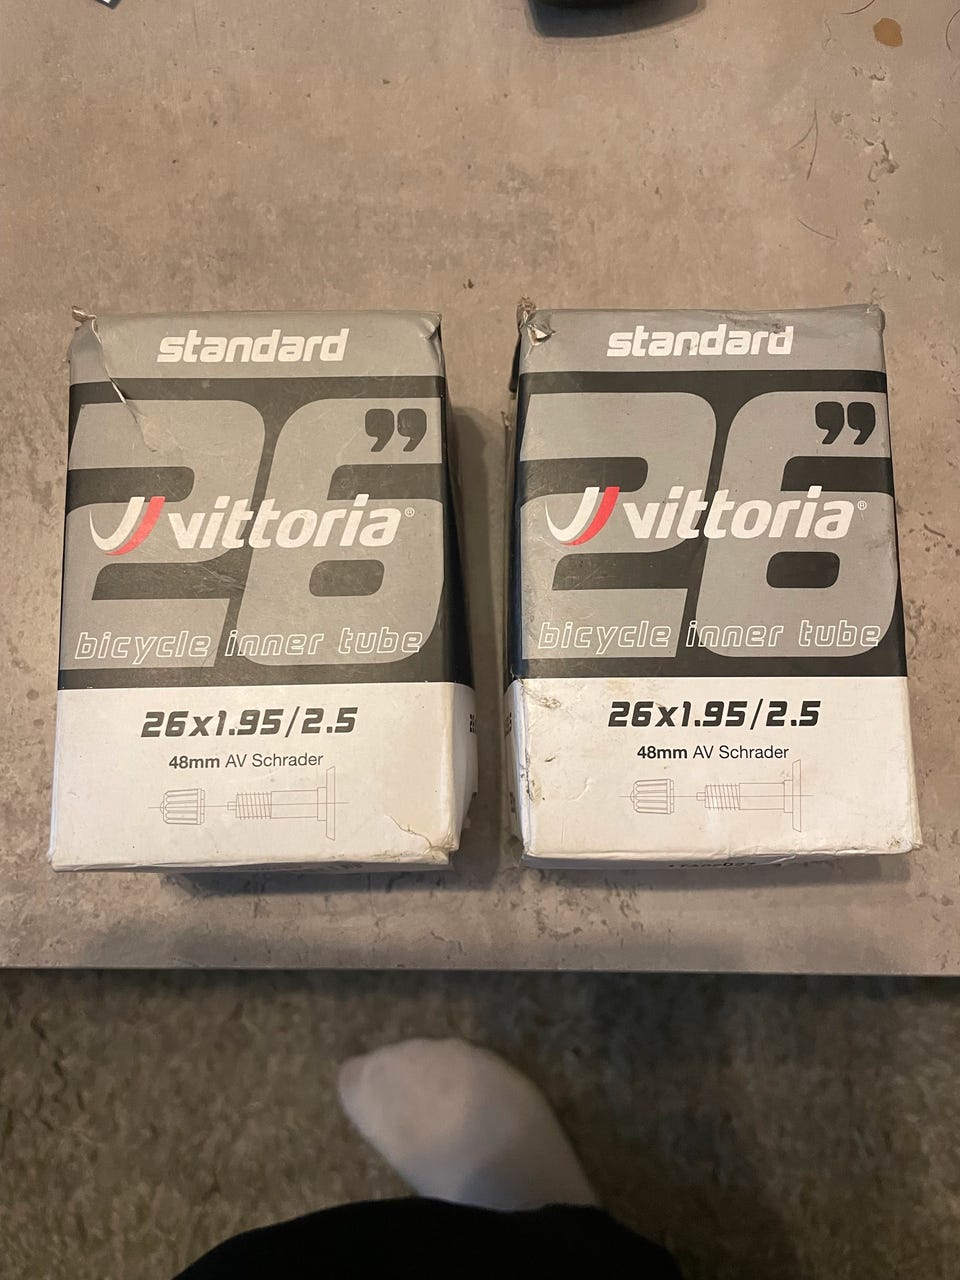 standard
26”
vittoria®
bicycle inner tube
26x1.95/2.5
48mm AV Schrader
standard
26”
vittoria®
bicycle inner tube
26x1.95/2.5
48mm AV Schrader